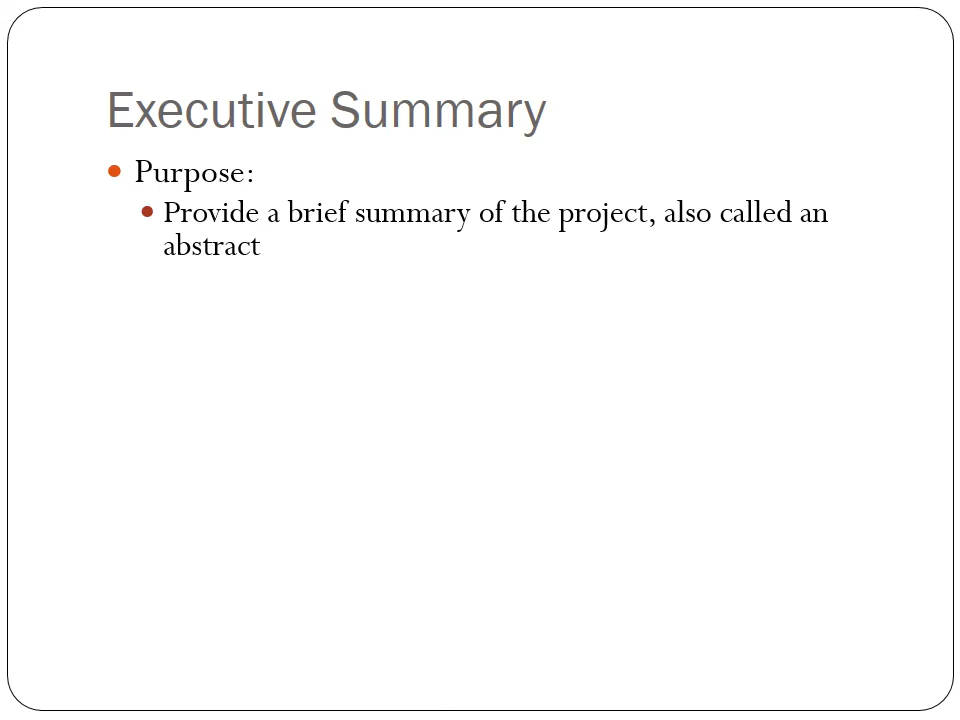 Executive Summary
Purpose:
Provide a brief summary of the project, also called an
abstract